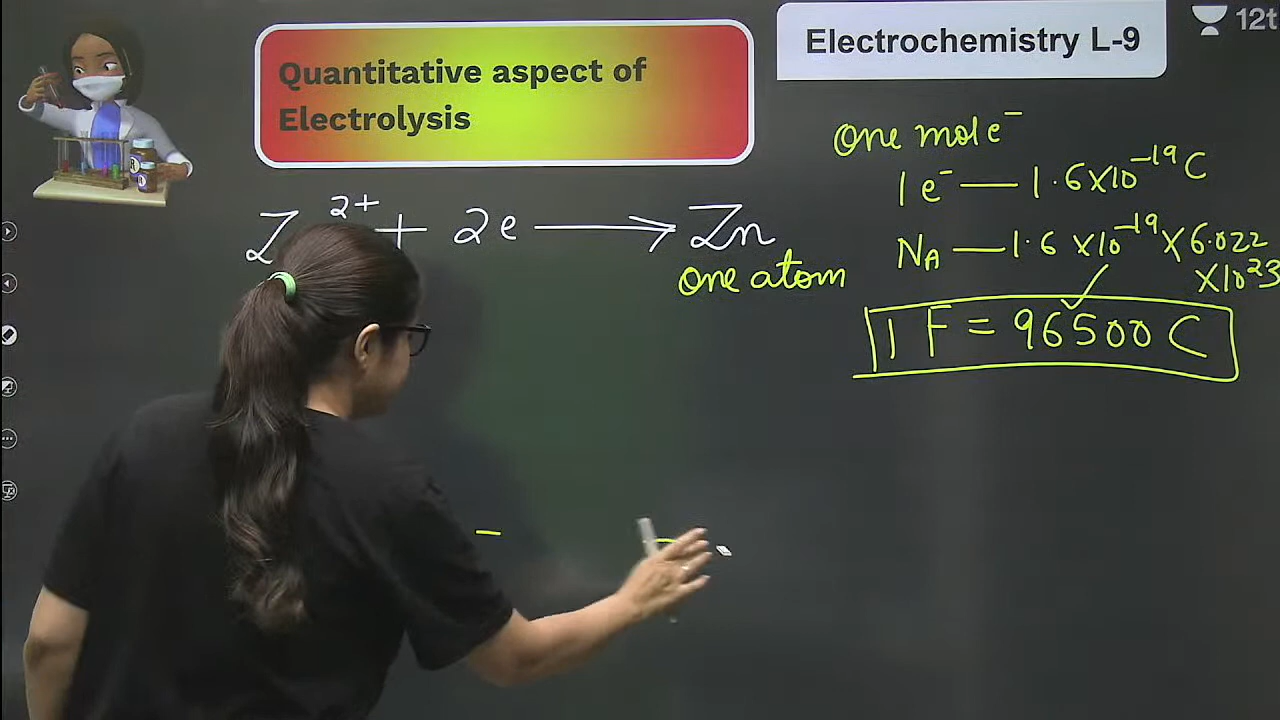 Quantitative aspect of
Electrolysis
Electrochemistry L-9
12t
Z 2+ + 2e ⟶ Zn
one atom
One mole e⁻
1 e⁻ — 1.6×10⁻¹⁹ C
N_A — 1.6 ×10⁻¹⁹ × 6.022
×10²³
1 F = 96500 C